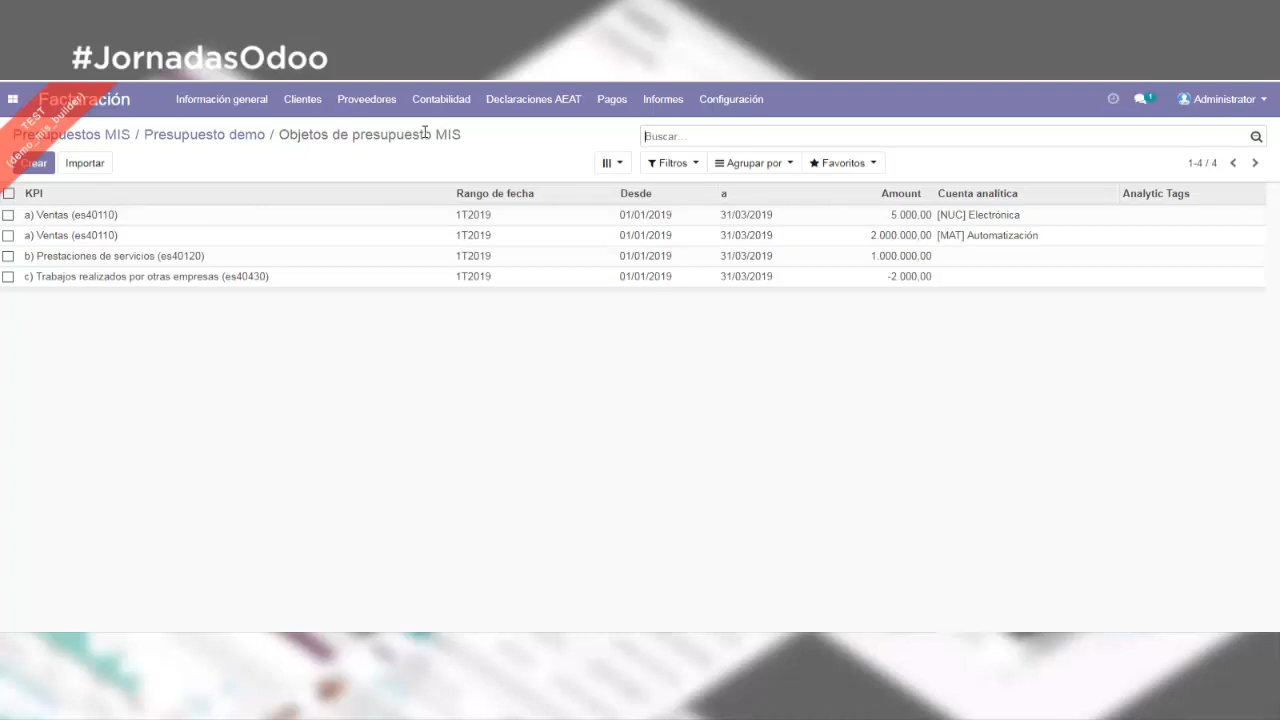 #JornadasOdoo
Facturación
Información general Clientes Proveedores Contabilidad Declaraciones AEAT Pagos Informes Configuración
1 Administrator
TEST
(demo_mis_builder)
Presupuestos MIS / Presupuesto demo / Objetos de presupuesto MIS
Buscar...
Crear Importar
Filtros Agrupar por Favoritos 1-4 / 4
KPI Rango de fecha Desde a Amount Cuenta analítica Analytic Tags
a) Ventas (es40110) 1T2019 01/01/2019 31/03/2019 5.000,00 [NUC] Electrónica
a) Ventas (es40110) 1T2019 01/01/2019 31/03/2019 2.000.000,00 [MAT] Automatización
b) Prestaciones de servicios (es40120) 1T2019 01/01/2019 31/03/2019 1.000.000,00
c) Trabajos realizados por otras empresas (es40430) 1T2019 01/01/2019 31/03/2019 -2.000,00